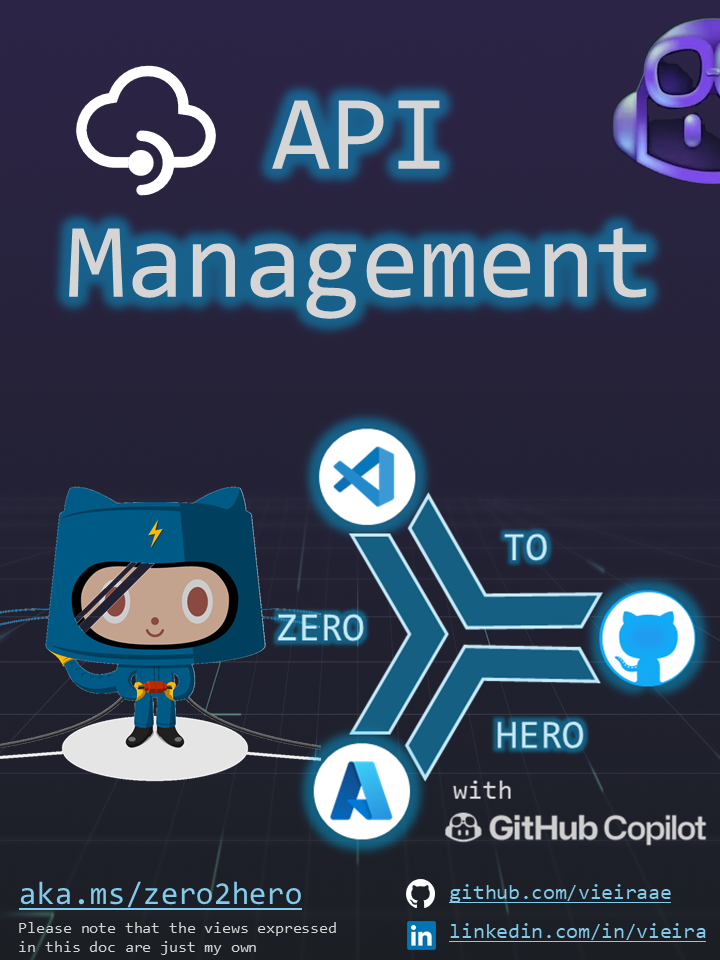 API
Management
TO
ZERO
HERO
with
GitHub Copilot
aka.ms/zero2hero
Please note that the views expressed
in this doc are just my own
github.com/vieiraae
linkedin.com/in/vieira